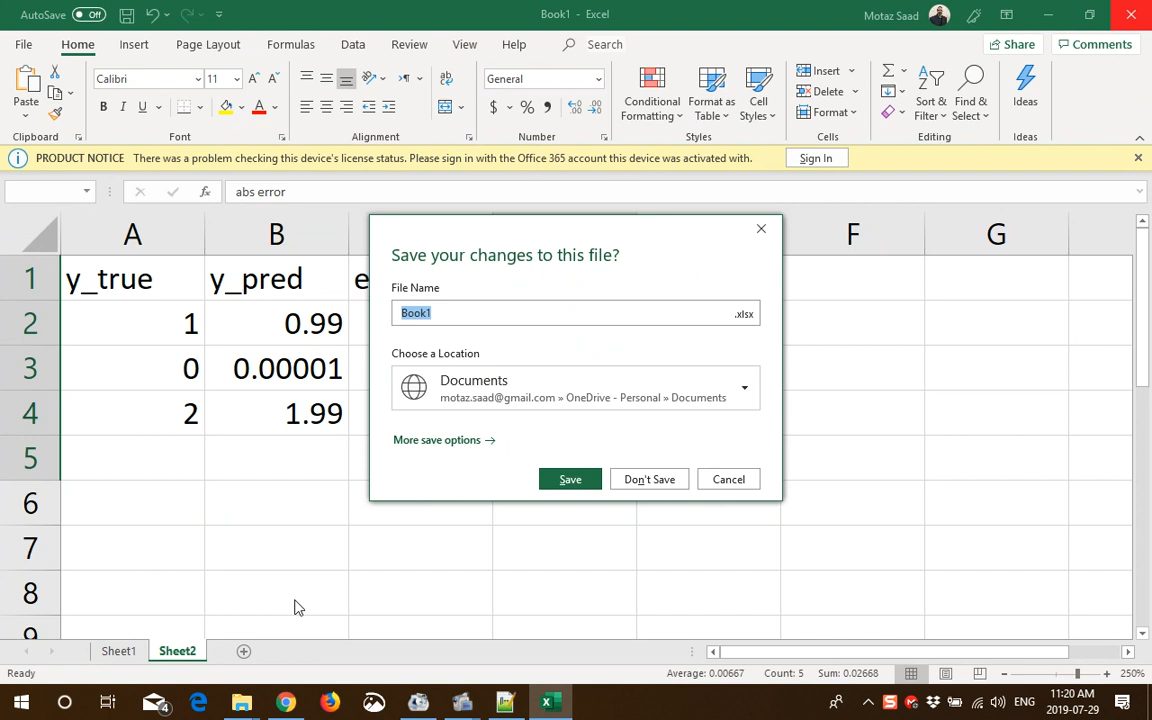 AutoSave Off
Book1 - Excel
Motaz Saad
File Home Insert Page Layout Formulas Data Review View Help Search
Share Comments
Paste
Calibri 11
General
Conditional Formatting
Format as Table
Cell Styles
Insert
Delete
Format
Sort & Filter
Find & Select
Ideas
Clipboard Font Alignment Number Styles Cells Editing Ideas
PRODUCT NOTICE There was a problem checking this device's license status. Please sign in with the Office 365 account this device was activated with. Sign In
fx abs error
A B F G
1 y_true y_pred e
2 1 0.99
3 0 0.00001
4 2 1.99
5
6
7
8
9
Save your changes to this file?
File Name
Book1 .xlsx
Choose a Location
Documents
motaz.saad@gmail.com » OneDrive - Personal » Documents
More save options →
Save Don't Save Cancel
Sheet1 Sheet2
Ready Average: 0.00667 Count: 5 Sum: 0.02668 250%
4
ENG
11:20 AM
2019-07-29